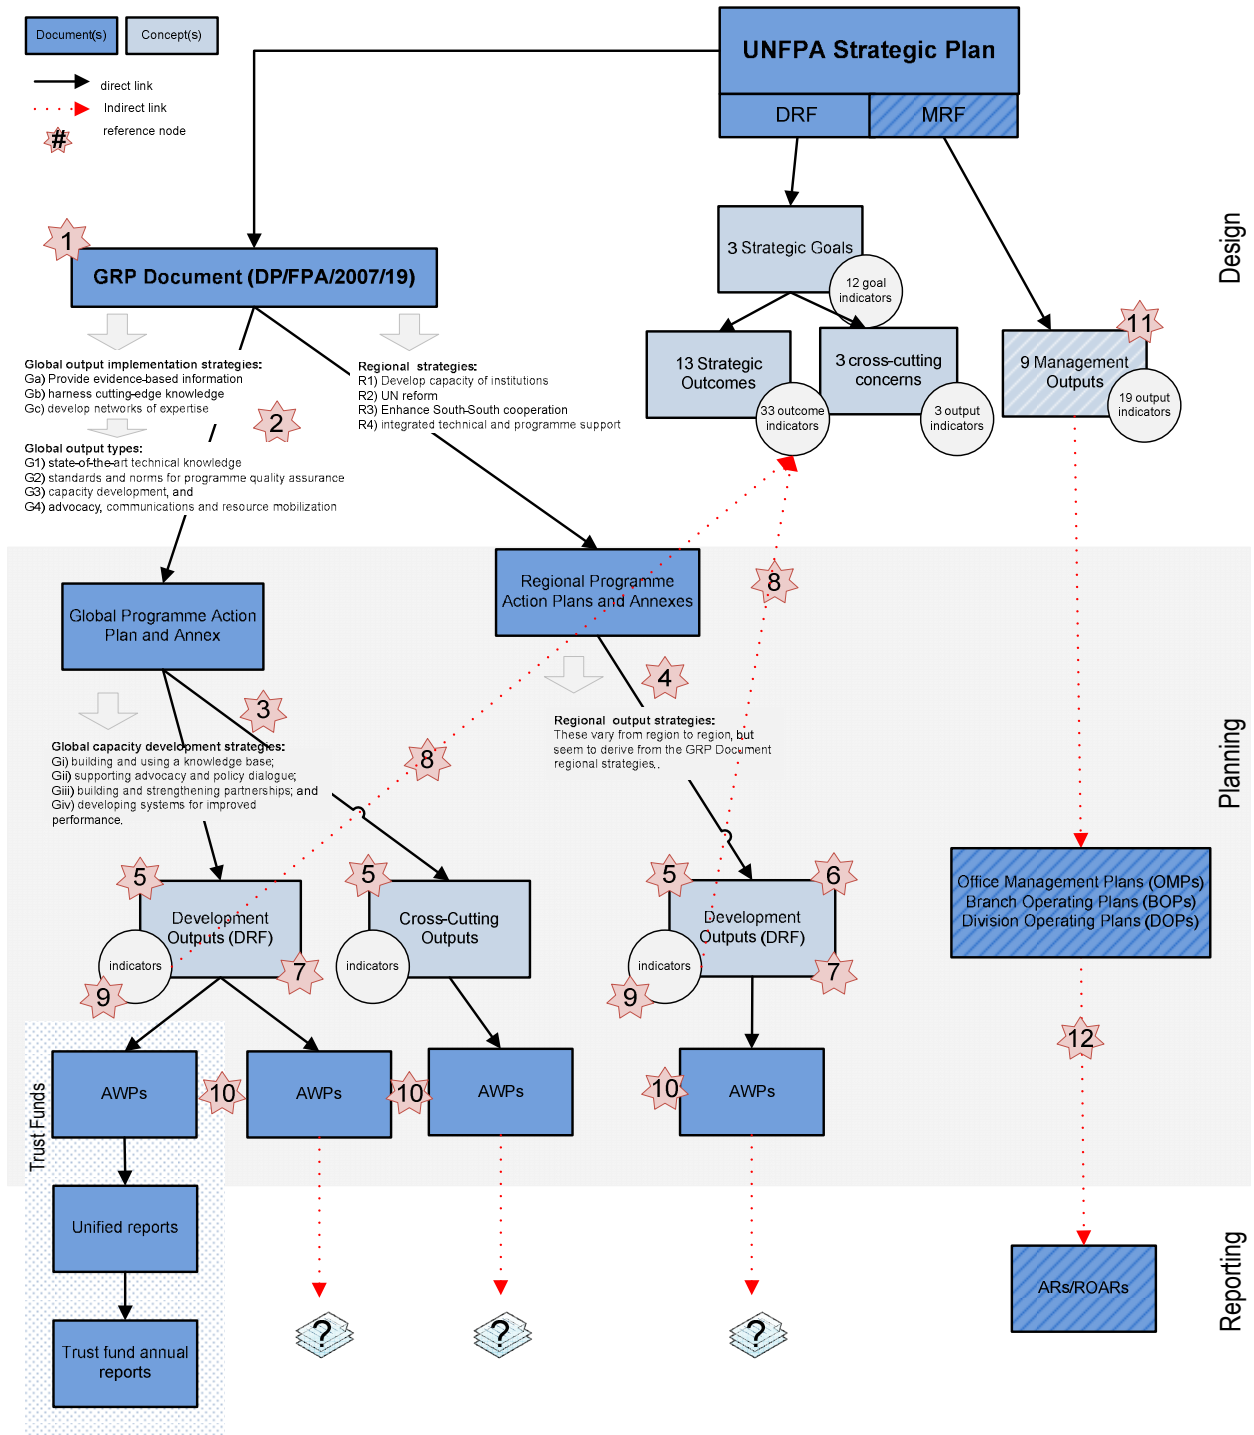 Document(s)
Concept(s)
direct link
Indirect link
#
reference node
UNFPA Strategic Plan
DRF
MRF
Design
1
GRP Document (DP/FPA/2007/19)
3 Strategic Goals
12 goal
indicators
13 Strategic
Outcomes
33 outcome
indicators
3 cross-cutting
concerns
3 output
indicators
11
9 Management
Outputs
19 output
indicators
Global output implementation strategies:
Ga) Provide evidence-based information
Gb) harness cutting-edge knowledge
Gc) develop networks of expertise
2
Global output types:
G1) state-of-the-art technical knowledge
G2) standards and norms for programme quality assurance
G3) capacity development, and
G4) advocacy, communications and resource mobilization
Regional strategies:
R1) Develop capacity of institutions
R2) UN reform
R3) Enhance South-South cooperation
R4) integrated technical and programme support
Planning
Global Programme Action
Plan and Annex
Regional Programme
Action Plans and Annexes
8
3
4
8
Global capacity development strategies:
Gi) building and using a knowledge base;
Gii) supporting advocacy and policy dialogue;
Giii) building and strengthening partnerships; and
Giv) developing systems for improved
performance.
Regional output strategies:
These vary from region to region, but
seem to derive from the GRP Document
regional strategies..
5
Development
Outputs (DRF)
indicators
7
9
5
Cross-Cutting
Outputs
indicators
5
6
Development
Outputs (DRF)
indicators
7
9
Office Management Plans (OMPs)
Branch Operating Plans (BOPs)
Division Operating Plans (DOPs)
12
Trust Funds
AWPs
10
AWPs
10
AWPs
10
AWPs
Reporting
Unified reports
Trust fund annual
reports
?
?
?
ARs/ROARs